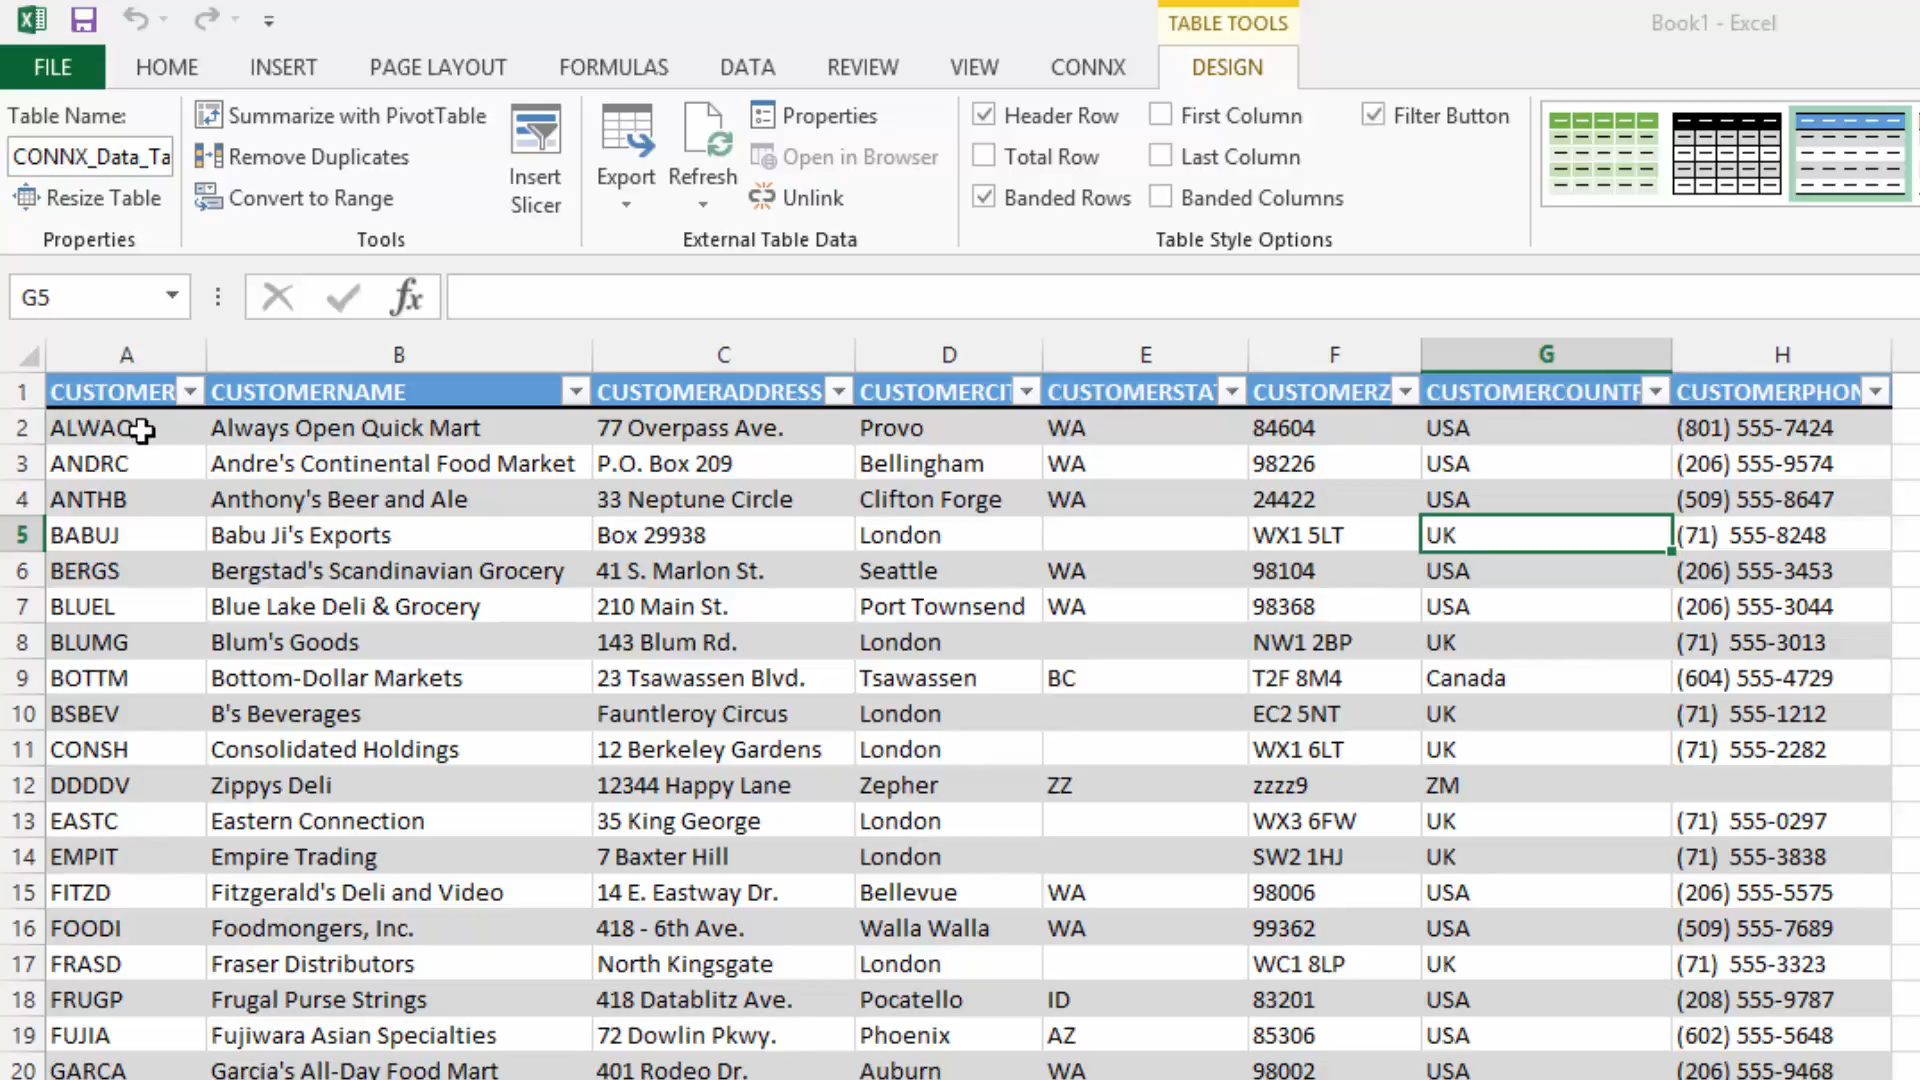 TABLE TOOLS
Book1 - Excel
FILE HOME INSERT PAGE LAYOUT FORMULAS DATA REVIEW VIEW CONNX DESIGN
Table Name:
CONNX_Data_Ta
Resize Table
Properties
Summarize with PivotTable
Remove Duplicates
Convert to Range
Insert
Slicer
Tools
Export
Refresh
Properties
Open in Browser
Unlink
External Table Data
Header Row First Column Filter Button
Total Row Last Column
Banded Rows Banded Columns
Table Style Options
G5 fx
A B C D E F G H
1 CUSTOMER CUSTOMERNAME CUSTOMERADDRESS CUSTOMERCI CUSTOMERSTA CUSTOMERZ CUSTOMERCOUNTR CUSTOMERPHON
2 ALWAO Always Open Quick Mart 77 Overpass Ave. Provo WA 84604 USA (801) 555-7424
3 ANDRC Andre's Continental Food Market P.O. Box 209 Bellingham WA 98226 USA (206) 555-9574
4 ANTHB Anthony's Beer and Ale 33 Neptune Circle Clifton Forge WA 24422 USA (509) 555-8647
5 BABUJ Babu Ji's Exports Box 29938 London WX1 5LT UK (71) 555-8248
6 BERGS Bergstad's Scandinavian Grocery 41 S. Marlon St. Seattle WA 98104 USA (206) 555-3453
7 BLUEL Blue Lake Deli & Grocery 210 Main St. Port Townsend WA 98368 USA (206) 555-3044
8 BLUMG Blum's Goods 143 Blum Rd. London NW1 2BP UK (71) 555-3013
9 BOTTM Bottom-Dollar Markets 23 Tsawassen Blvd. Tsawassen BC T2F 8M4 Canada (604) 555-4729
10 BSBEV B's Beverages Fauntleroy Circus London EC2 5NT UK (71) 555-1212
11 CONSH Consolidated Holdings 12 Berkeley Gardens London WX1 6LT UK (71) 555-2282
12 DDDDV Zippys Deli 12344 Happy Lane Zepher ZZ zzzz9 ZM
13 EASTC Eastern Connection 35 King George London WX3 6FW UK (71) 555-0297
14 EMPIT Empire Trading 7 Baxter Hill London SW2 1HJ UK (71) 555-3838
15 FITZD Fitzgerald's Deli and Video 14 E. Eastway Dr. Bellevue WA 98006 USA (206) 555-5575
16 FOODI Foodmongers, Inc. 418 - 6th Ave. Walla Walla WA 99362 USA (509) 555-7689
17 FRASD Fraser Distributors North Kingsgate London WC1 8LP UK (71) 555-3323
18 FRUGP Frugal Purse Strings 418 Datablitz Ave. Pocatello ID 83201 USA (208) 555-9787
19 FUJIA Fujiwara Asian Specialties 72 Dowlin Pkwy. Phoenix AZ 85306 USA (602) 555-5648
20 GARCA Garcia's All-Day Food Mart 401 Rodeo Dr. Auburn WA 98002 USA (206) 555-9468